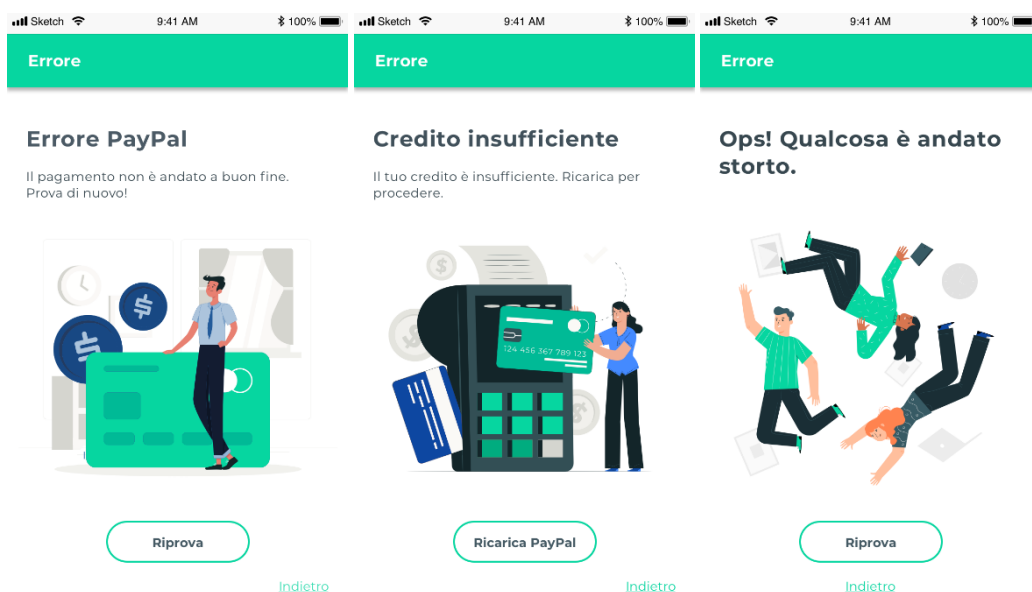 Sketch 9:41 AM 100%
Errore
Errore PayPal
Il pagamento non è andato a buon fine.
Prova di nuovo!
$
$
Riprova
Indietro
Sketch 9:41 AM 100%
Errore
Credito insufficiente
Il tuo credito è insufficiente. Ricarica per
procedere.
$
$
$
124 456 367 789 123
Ricarica PayPal
Indietro
Sketch 9:41 AM 100%
Errore
Ops! Qualcosa è andato
storto.
Riprova
Indietro